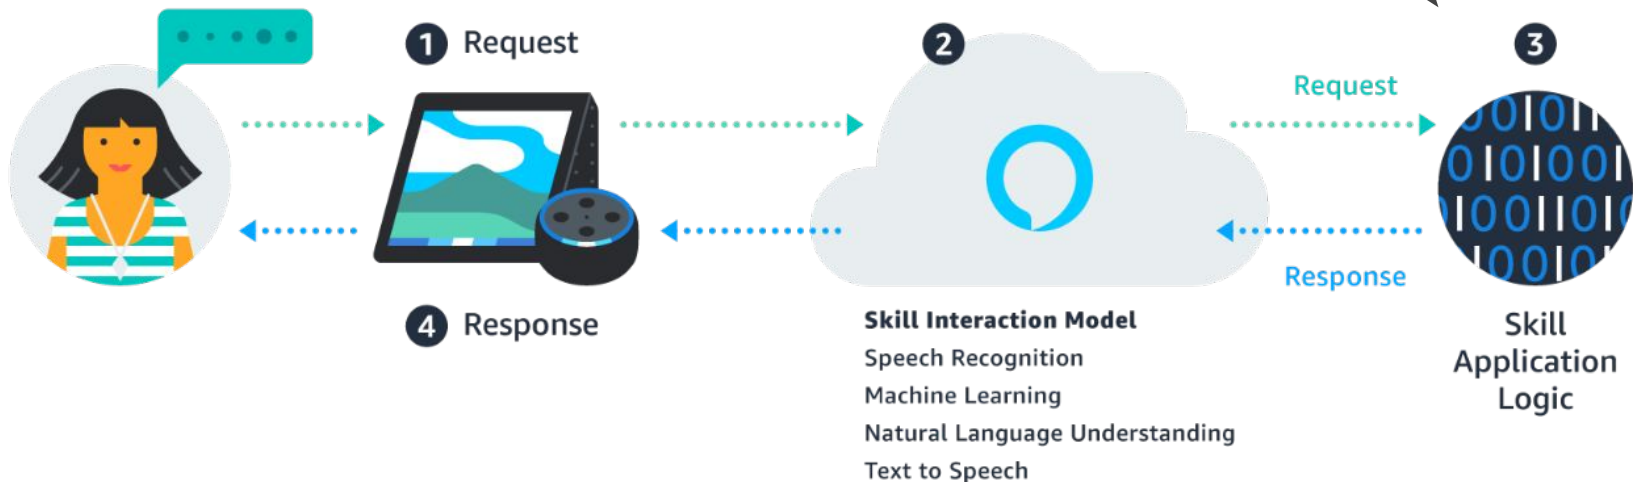 1 Request
2
3
Request
Response
4 Response
Skill Interaction Model
Speech Recognition
Machine Learning
Natural Language Understanding
Text to Speech
Skill
Application
Logic